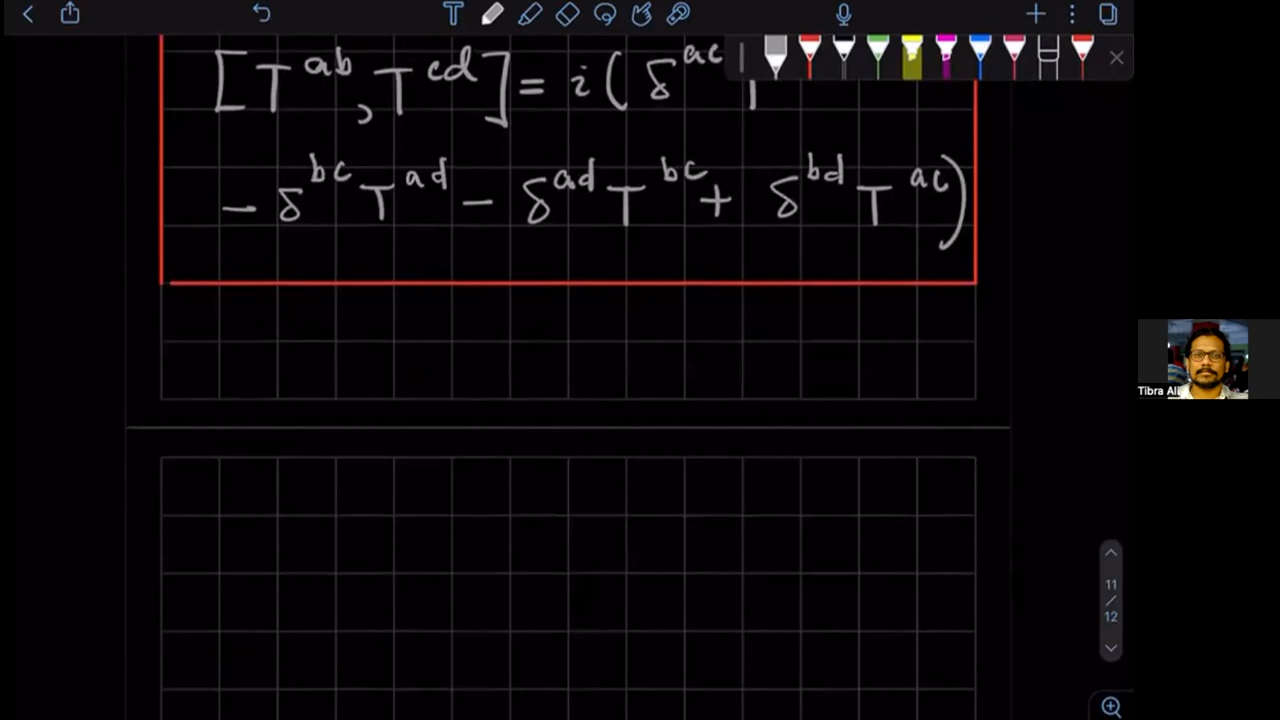 [T^{ab}, T^{cd}] = i(δ^{ac} T
− δ^{bc} T^{ad} − δ^{ad} T^{bc} + δ^{bd} T^{ac})
11
/
12
Tibra Ali